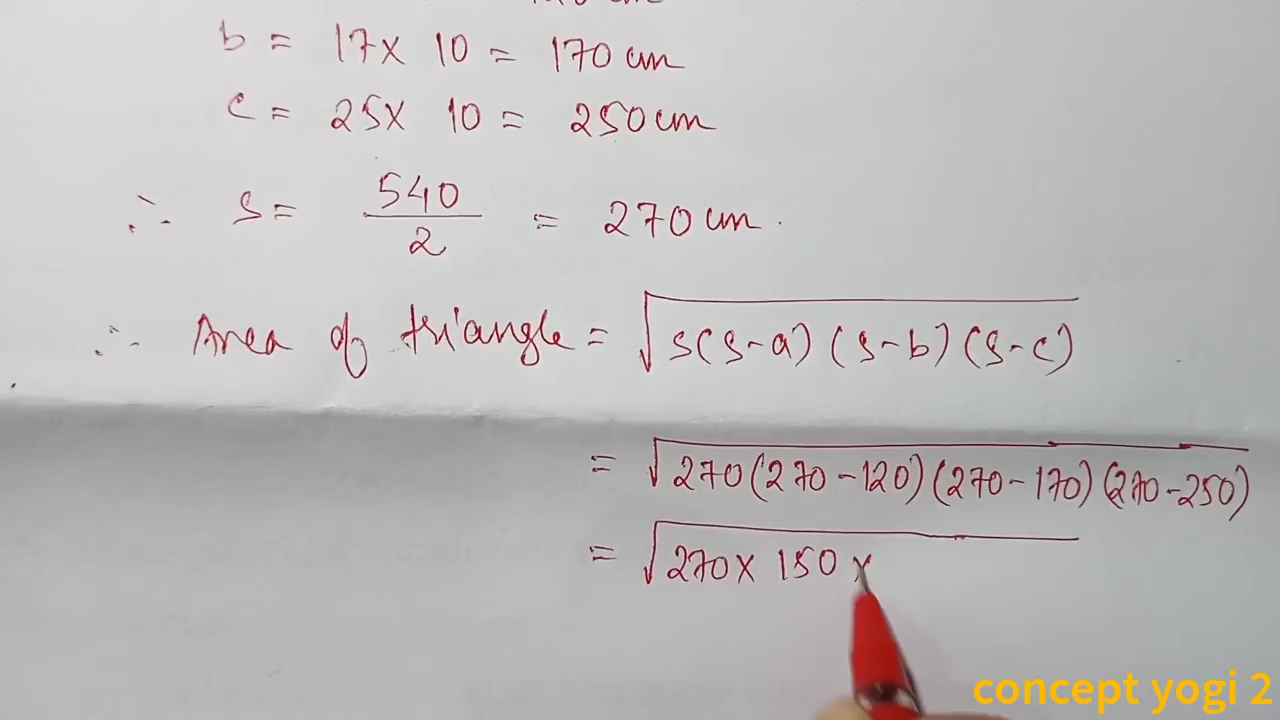 b = 17 x 10 = 170 cm
c = 25 x 10 = 250 cm
∴ s = 540/2 = 270 cm.
∴ Area of triangle = √s(s-a)(s-b)(s-c)
= √270(270-120)(270-170)(270-250)
= √270 x 150 x
concept yogi 2